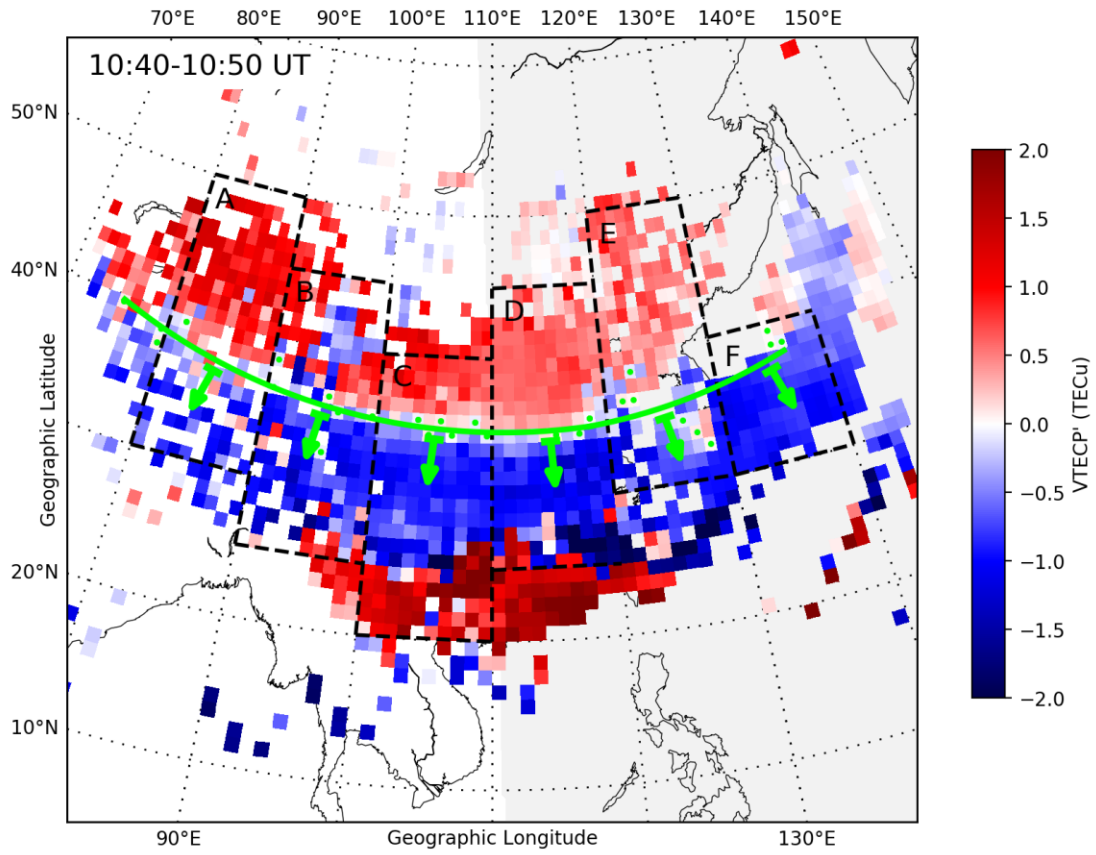 70°E 80°E 90°E 100°E 110°E 120°E 130°E 140°E 150°E
10:40-10:50 UT
50°N
40°N
20°N
10°N
Geographic Latitude
A
B
C
D
E
F
90°E
Geographic Longitude
130°E
2.0
1.5
1.0
0.5
0.0
−0.5
−1.0
−1.5
−2.0
VTECP' (TECu)